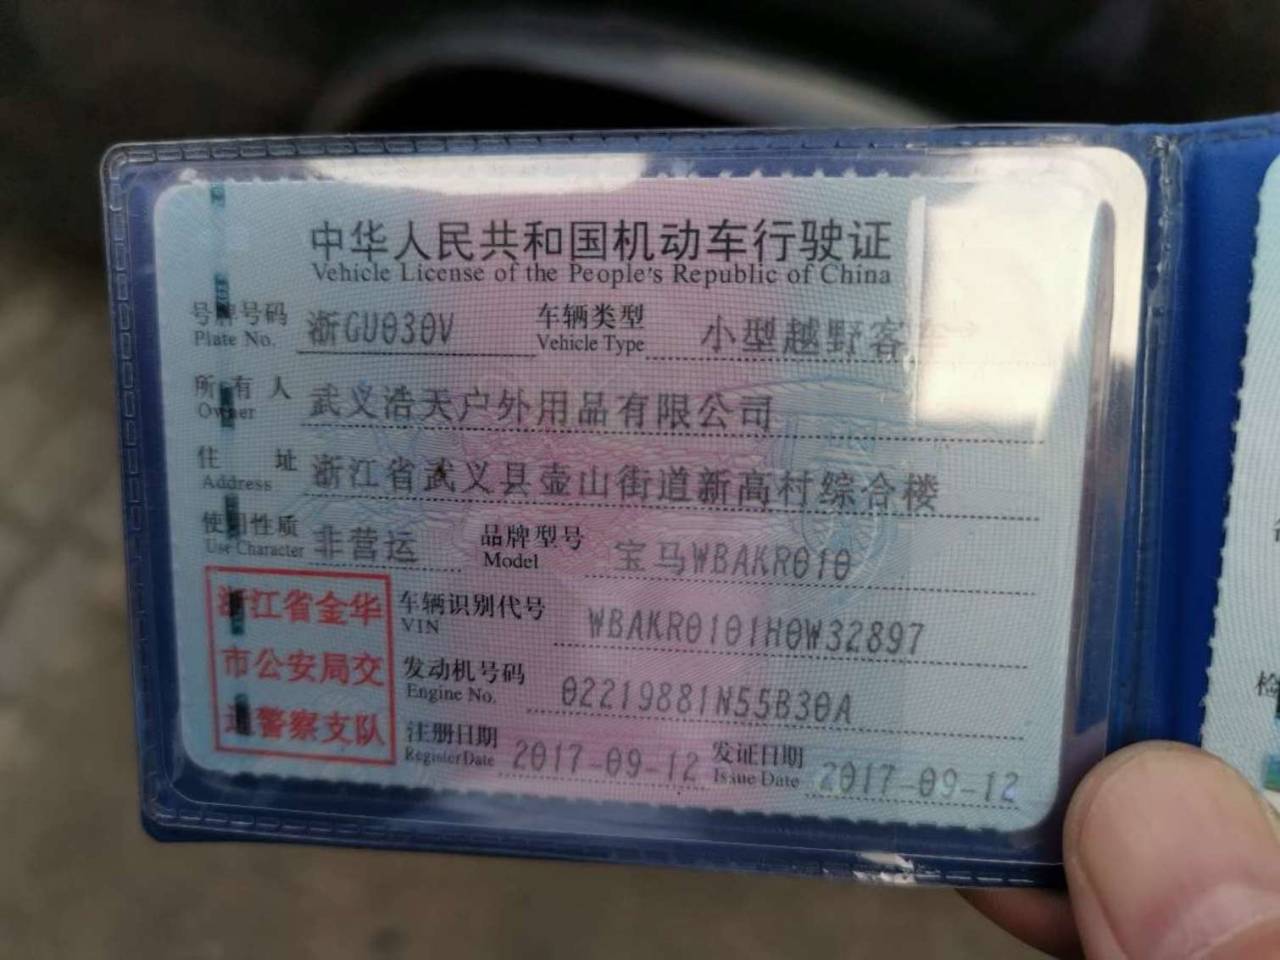 中华人民共和国机动车行驶证
Vehicle License of the People's Republic of China
号牌号码 浙GU030V 车辆类型 小型越野客车
Plate No. Vehicle Type
所有人 武义浩天户外用品有限公司
Owner
住址 浙江省武义县壶山街道新高村综合楼
Address
使用性质 非营运 品牌型号 宝马WBAKR010
Use Character Model
浙江省金华
市公安局交
通警察支队
车辆识别代号 WBAKR0101H0W32897
VIN
发动机号码 02219881N55B30A
Engine No.
注册日期 2017-09-12 发证日期 2017-09-12
Register Date Issue Date
检